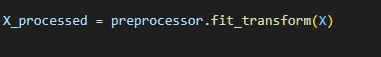 X_processed = preprocessor.fit_transform(X)